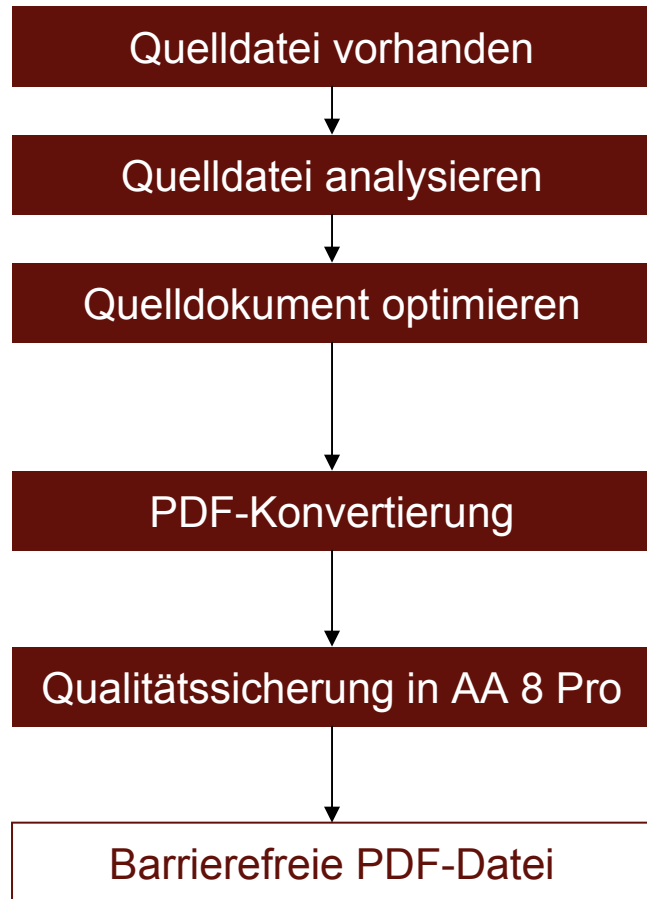 Quelldatei vorhanden
Quelldatei analysieren
Quelldokument optimieren
PDF-Konvertierung
Qualitätssicherung in AA 8 Pro
Barrierefreie PDF-Datei